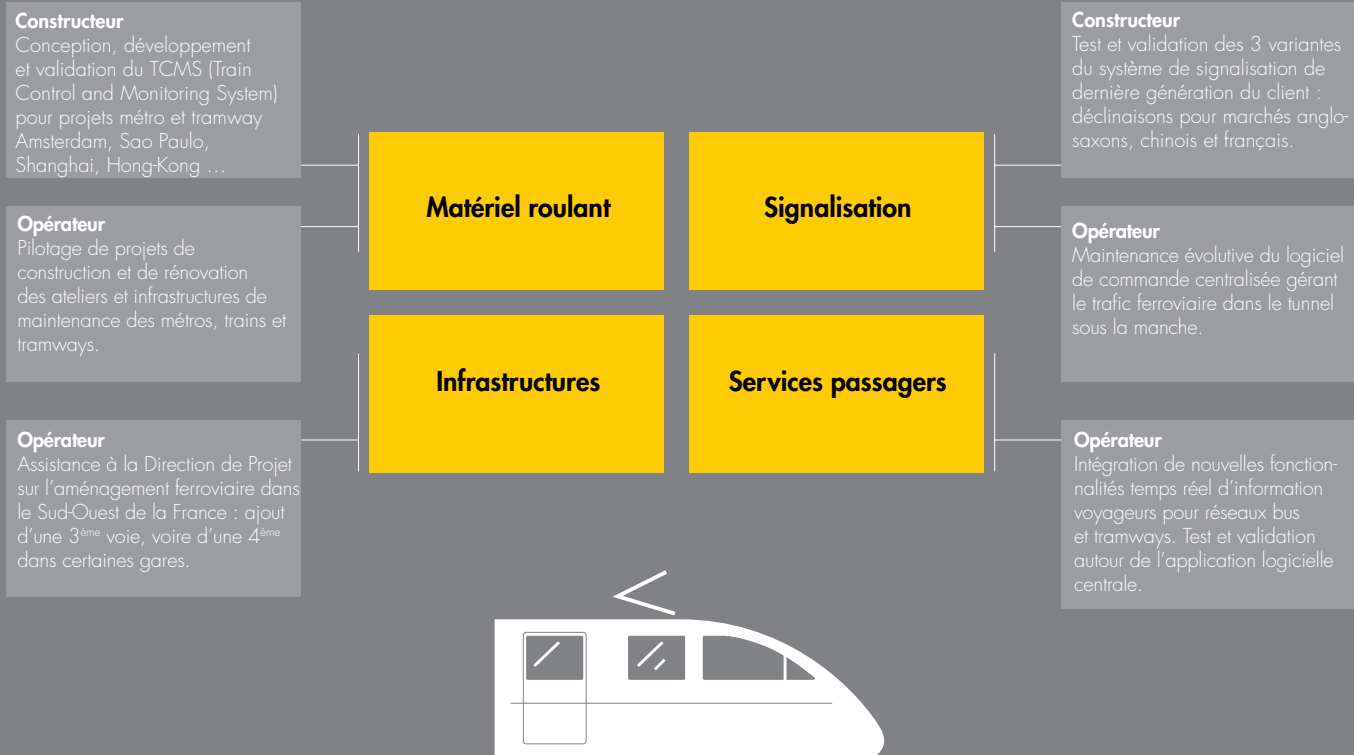 Constructeur
Conception, développement
et validation du TCMS (Train
Control and Monitoring System)
pour projets métro et tramway
Amsterdam, Sao Paulo,
Shanghai, Hong-Kong …
Opérateur
Pilotage de projets de
construction et de rénovation
des ateliers et infrastructures de
maintenance des métros, trains et
tramways.
Opérateur
Assistance à la Direction de Projet
sur l’aménagement ferroviaire dans
le Sud-Ouest de la France : ajout
d’une 3ème voie, voire d’une 4ème
dans certaines gares.
Matériel roulant
Signalisation
Infrastructures
Services passagers
Constructeur
Test et validation des 3 variantes
du système de signalisation de
dernière génération du client :
déclinaisons pour marchés anglo-
saxons, chinois et français.
Opérateur
Maintenance évolutive du logiciel
de commande centralisée gérant
le trafic ferroviaire dans le tunnel
sous la manche.
Opérateur
Intégration de nouvelles fonction-
nalités temps réel d’information
voyageurs pour réseaux bus
et tramways. Test et validation
autour de l’application logicielle
centrale.